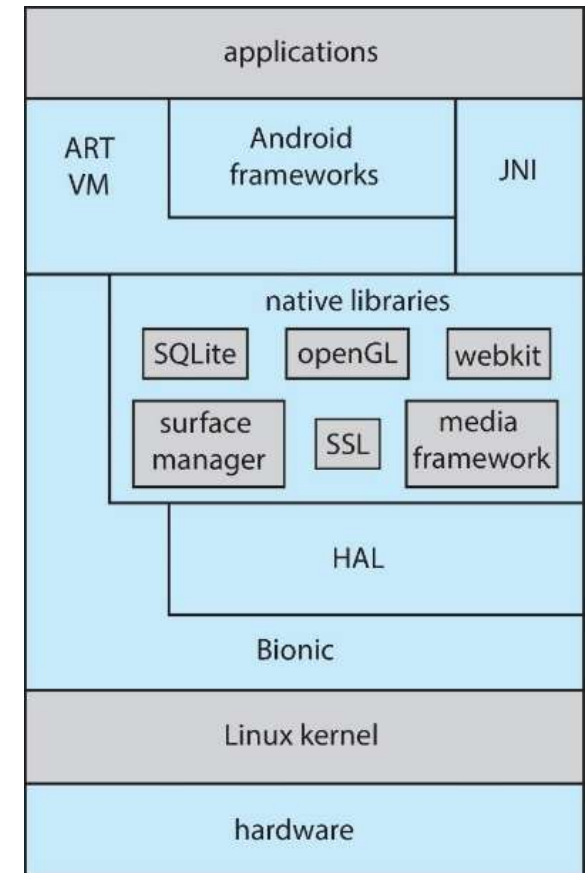 applications
ART
VM
Android
frameworks
JNI
native libraries
SQLite
openGL
webkit
surface
manager
SSL
media
framework
HAL
Bionic
Linux kernel
hardware